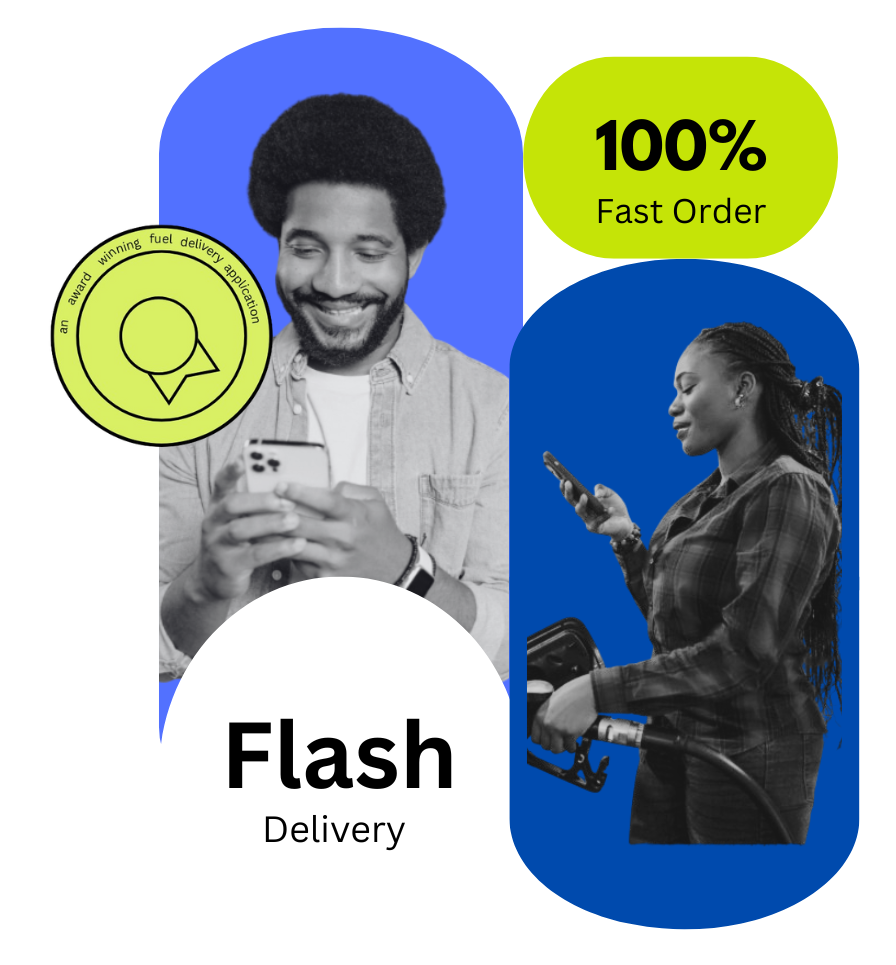 100%
Fast Order
an award winning fuel delivery application
Flash
Delivery